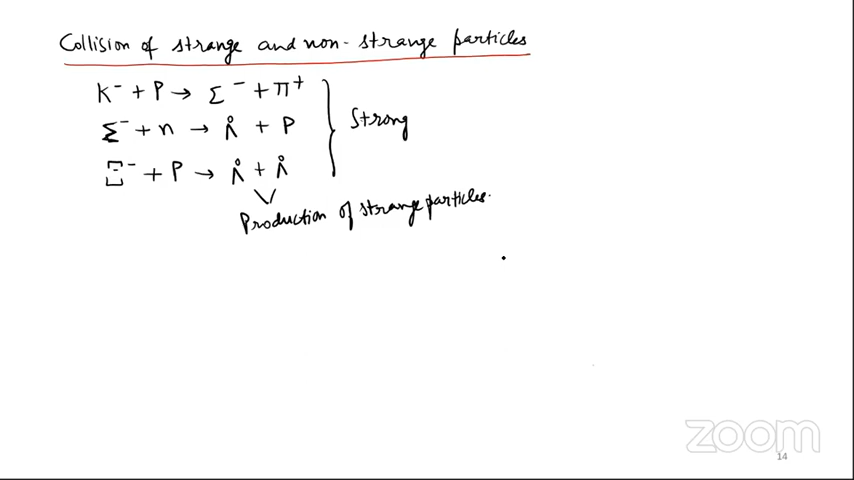 Collision of strange and non-strange particles
K⁻ + P → Σ⁻ + π⁺
Σ⁻ + n → Λ° + P
Strong
Ξ⁻ + P → Λ° + Λ°
Production of strange particles.
zoom
14